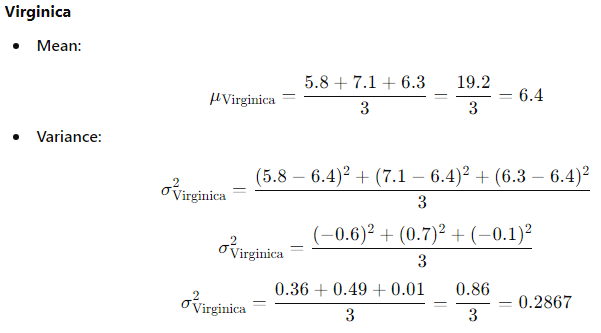 Virginica
• Mean:
μ_Virginica = (5.8 + 7.1 + 6.3)/3 = 19.2/3 = 6.4
• Variance:
σ²_Virginica = ((5.8 − 6.4)² + (7.1 − 6.4)² + (6.3 − 6.4)²)/3
σ²_Virginica = ((−0.6)² + (0.7)² + (−0.1)²)/3
σ²_Virginica = (0.36 + 0.49 + 0.01)/3 = 0.86/3 = 0.2867